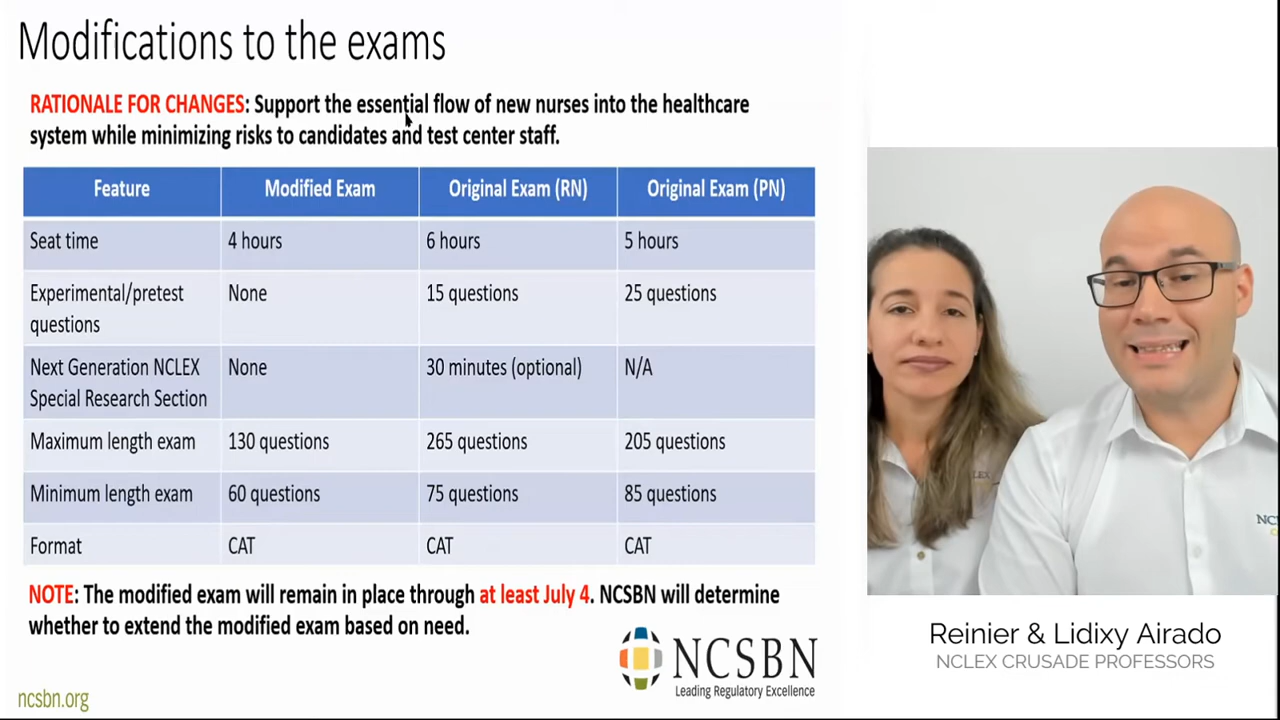 Modifications to the exams
RATIONALE FOR CHANGES: Support the essential flow of new nurses into the healthcare
system while minimizing risks to candidates and test center staff.
Feature Modified Exam Original Exam (RN) Original Exam (PN)
Seat time 4 hours 6 hours 5 hours
Experimental/pretest
questions None 15 questions 25 questions
Next Generation NCLEX
Special Research Section None 30 minutes (optional) N/A
Maximum length exam 130 questions 265 questions 205 questions
Minimum length exam 60 questions 75 questions 85 questions
Format CAT CAT CAT
NOTE: The modified exam will remain in place through at least July 4. NCSBN will determine
whether to extend the modified exam based on need.
NCSBN
Leading Regulatory Excellence
ncsbn.org
Reinier & Lidixy Airado
NCLEX CRUSADE PROFESSORS